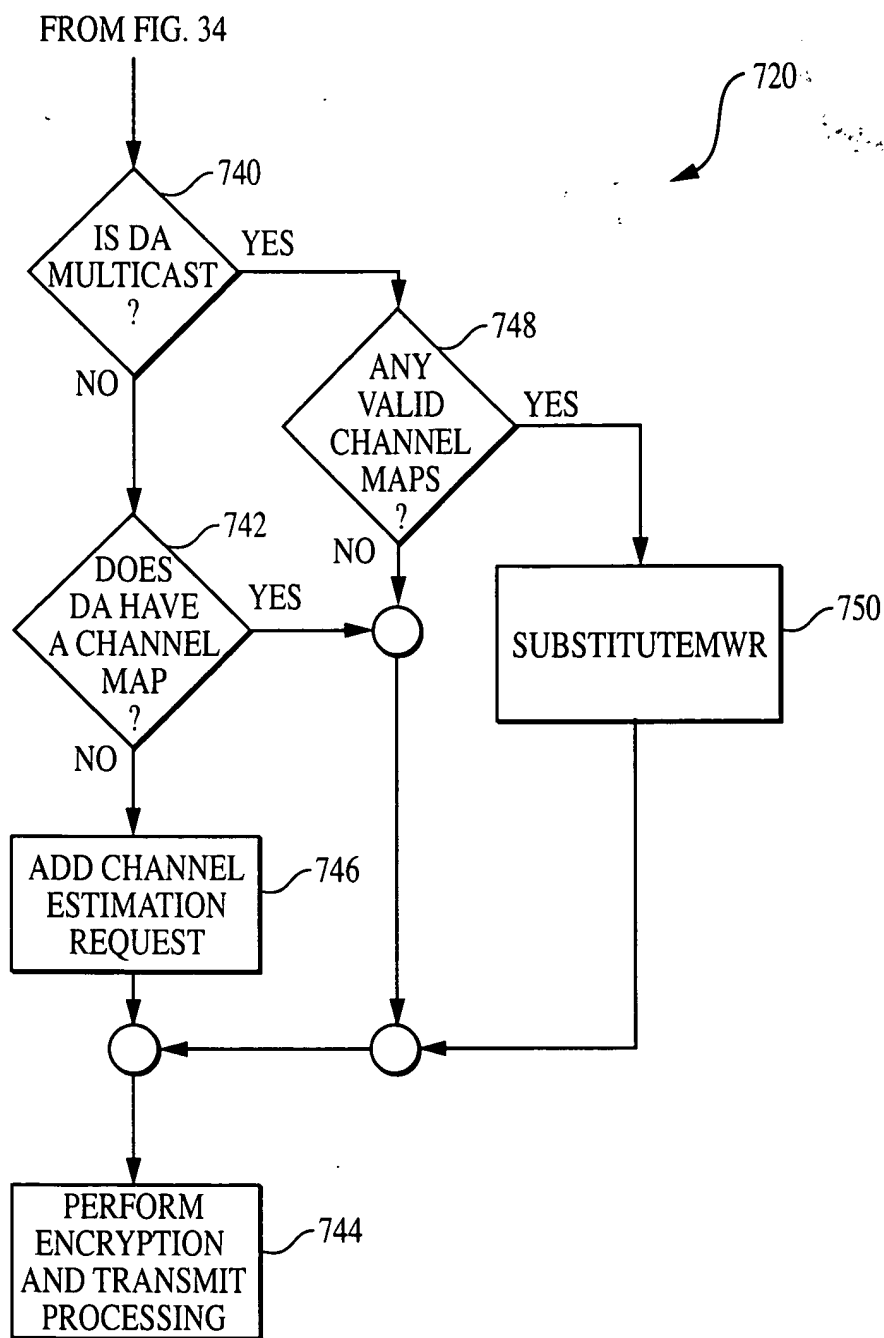 FROM FIG. 34
720
740
IS DA
MULTICAST
?
YES
NO
748
ANY
VALID
CHANNEL
MAPS
?
YES
NO
742
DOES
DA HAVE
A CHANNEL
MAP
?
YES
NO
750
SUBSTITUTEMWR
ADD CHANNEL
ESTIMATION
REQUEST
746
PERFORM
ENCRYPTION
AND TRANSMIT
PROCESSING
744